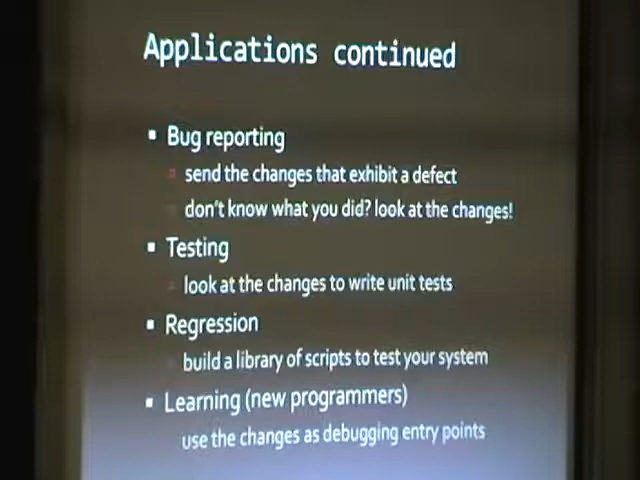 Applications continued
Bug reporting
send the changes that exhibit a defect
don't know what you did? look at the changes!
Testing
look at the changes to write unit tests
Regression
build a library of scripts to test your system
Learning (new programmers)
use the changes as debugging entry points